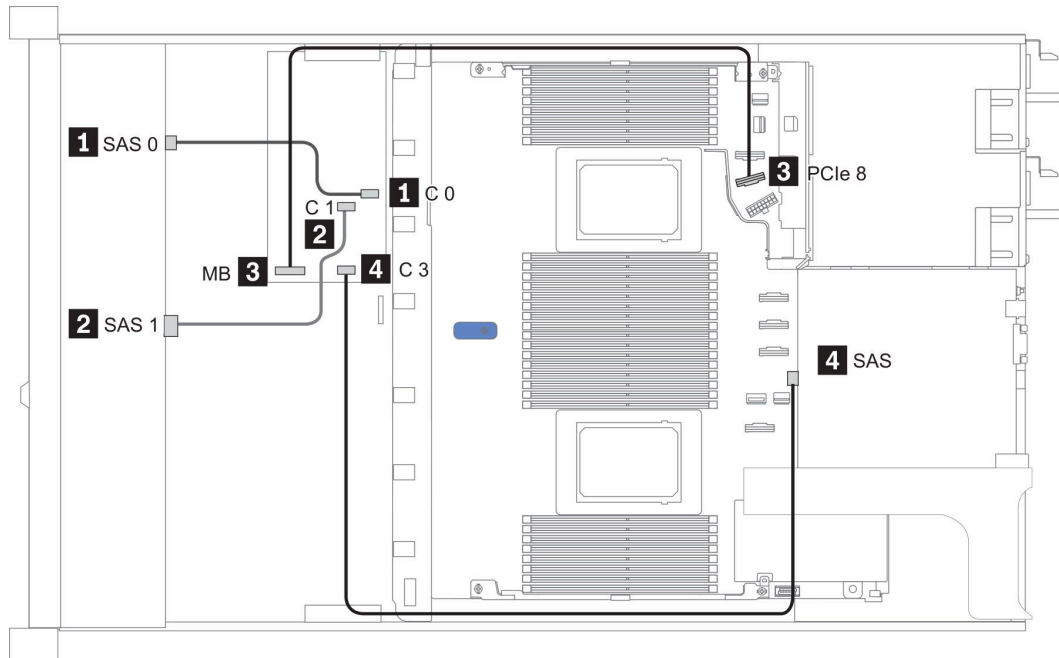 1 SAS 0
1 C 0
3 PCIe 8
C 1
2
MB 3
4 C 3
2 SAS 1
4 SAS